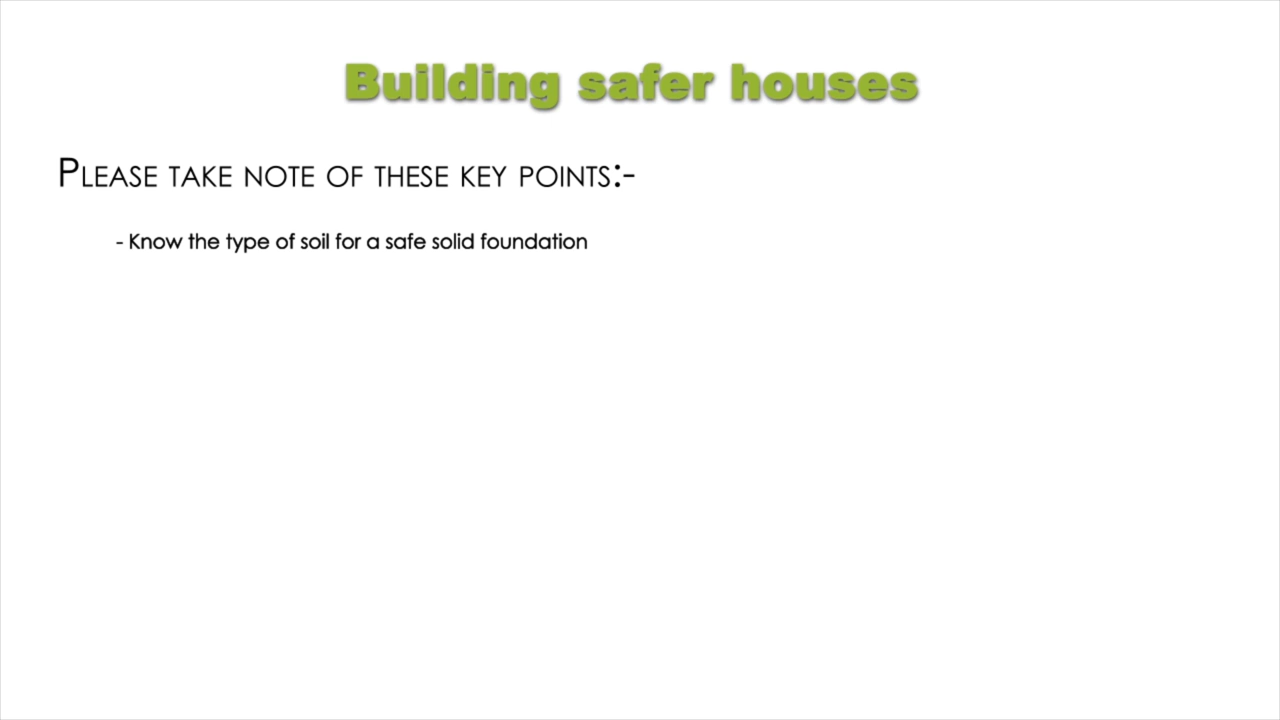 Building safer houses
Please take note of these key points:-
- Know the type of soil for a safe solid foundation